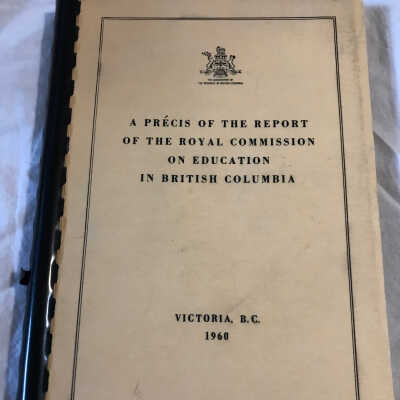 A PRÉCIS OF THE REPORT
OF THE ROYAL COMMISSION
ON EDUCATION
IN BRITISH COLUMBIA
VICTORIA, B.C.
1960